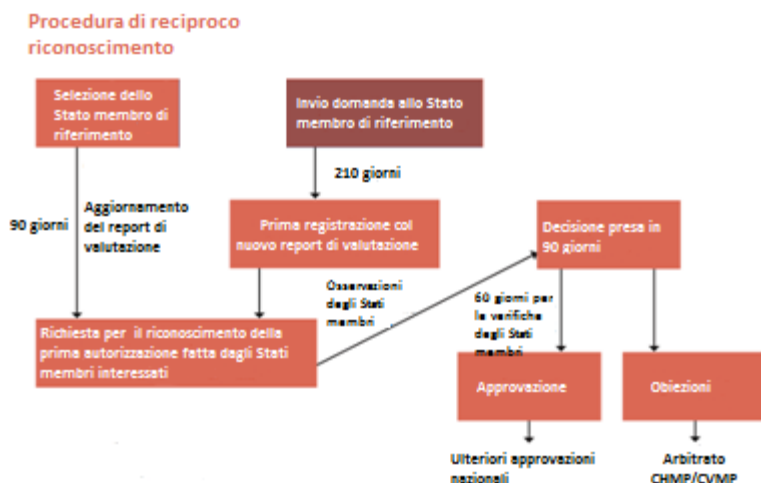 Procedura di reciproco
riconoscimento
Selezione dello
Stato membro di
riferimento
Invio domanda allo Stato
membro di riferimento
90 giorni
Aggiornamento
del report di
valutazione
210 giorni
Prima registrazione col
nuovo report di valutazione
Decisione presa in
90 giorni
Osservazioni
degli Stati
membri
60 giorni per
le verifiche
degli Stati
membri
Richiesta per il riconoscimento della
prima autorizzazione fatta dagli Stati
membri interessati
Approvazione
Obiezioni
Ulteriori approvazioni
nazionali
Arbitrato
CHMP/CVMP